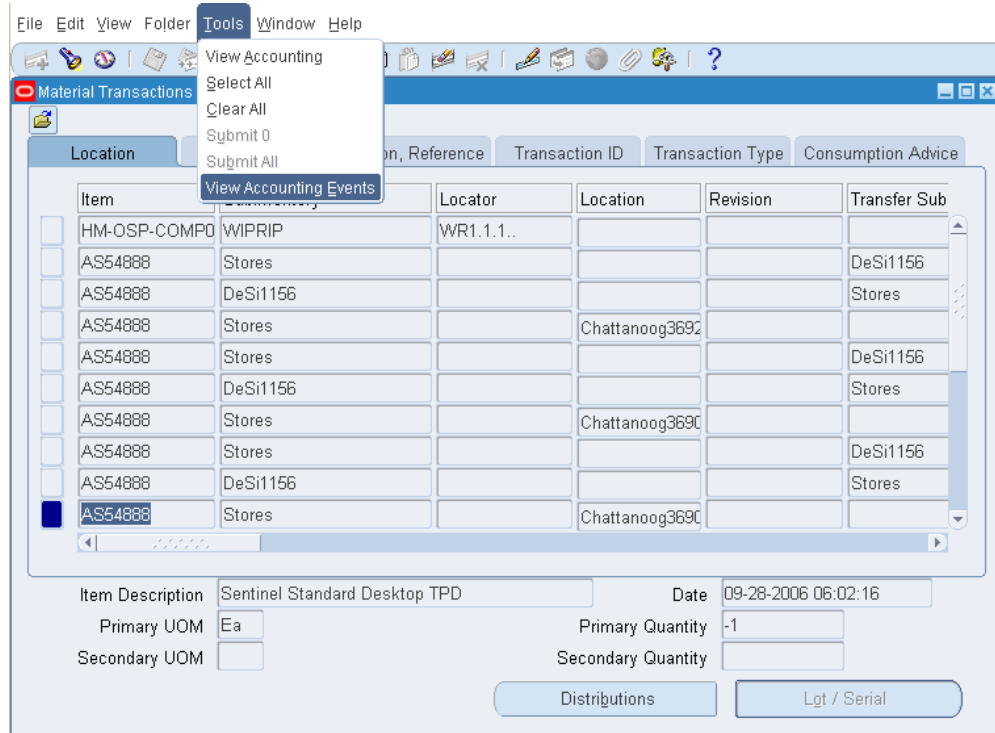 File Edit View Folder Tools Window Help
View Accounting
Select All
Clear All
Submit 0
Submit All
View Accounting Events
Material Transactions
Location on, Reference Transaction ID Transaction Type Consumption Advice
Item Locator Location Revision Transfer Sub
HM-OSP-COMP0 WIPRIP WR1.1.1..
AS54888 Stores DeSi1156
AS54888 DeSi1156 Stores
AS54888 Stores Chattanoog3692
AS54888 Stores DeSi1156
AS54888 DeSi1156 Stores
AS54888 Stores Chattanoog3690
AS54888 Stores DeSi1156
AS54888 DeSi1156 Stores
AS54888 Stores Chattanoog3690
Item Description Sentinel Standard Desktop TPD Date 09-28-2006 06:02:16
Primary UOM Ea Primary Quantity -1
Secondary UOM Secondary Quantity
Distributions Lot / Serial